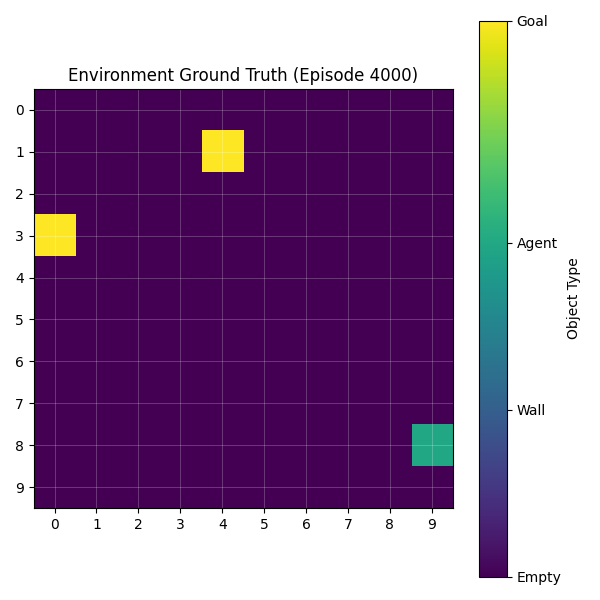 Environment Ground Truth (Episode 4000)
0
1
2
3
4
5
6
7
8
9
0 1 2 3 4 5 6 7 8 9
Goal
Agent
Wall
Empty
Object Type